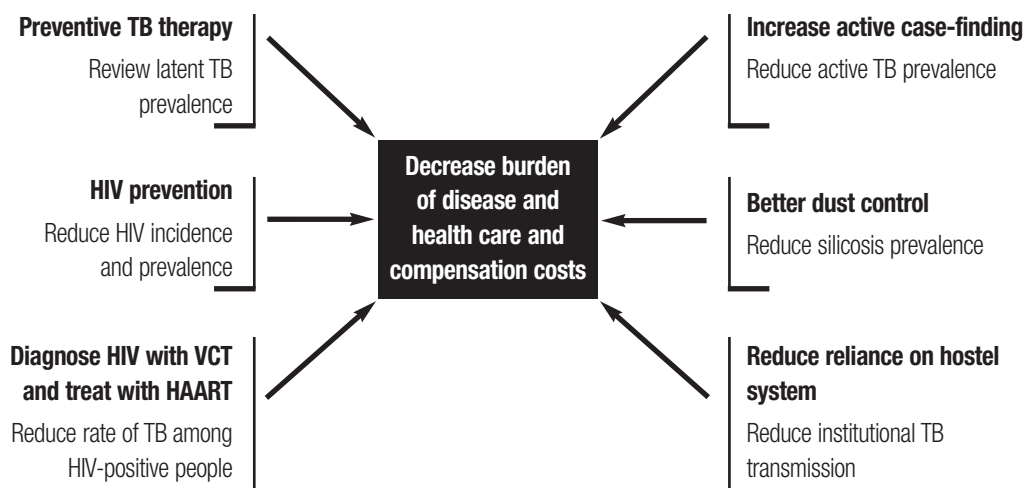 Preventive TB therapy
Review latent TB
prevalence
HIV prevention
Reduce HIV incidence
and prevalence
Diagnose HIV with VCT
and treat with HAART
Reduce rate of TB among
HIV-positive people
Decrease burden
of disease and
health care and
compensation costs
Increase active case-finding
Reduce active TB prevalence
Better dust control
Reduce silicosis prevalence
Reduce reliance on hostel
system
Reduce institutional TB
transmission